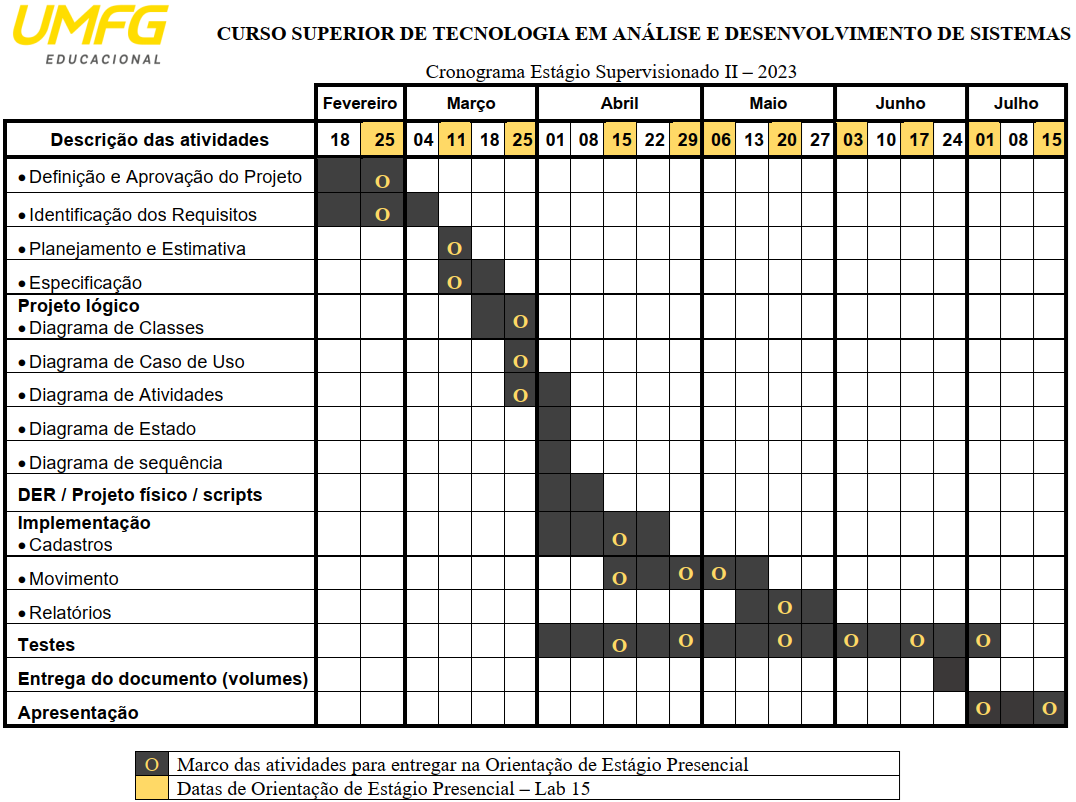 UMFG
EDUCACIONAL
CURSO SUPERIOR DE TECNOLOGIA EM ANÁLISE E DESENVOLVIMENTO DE SISTEMAS
Cronograma Estágio Supervisionado II – 2023
Fevereiro Março Abril Maio Junho Julho
Descrição das atividades 18 25 04 11 18 25 01 08 15 22 29 06 13 20 27 03 10 17 24 01 08 15
• Definição e Aprovação do Projeto O
• Identificação dos Requisitos O
• Planejamento e Estimativa O
• Especificação O
Projeto lógico
• Diagrama de Classes O
• Diagrama de Caso de Uso O
• Diagrama de Atividades O
• Diagrama de Estado
• Diagrama de sequência
DER / Projeto físico / scripts
Implementação
• Cadastros O
• Movimento O O O
• Relatórios O
Testes O O O O O O
Entrega do documento (volumes)
Apresentação O O
O Marco das atividades para entregar na Orientação de Estágio Presencial
Datas de Orientação de Estágio Presencial – Lab 15